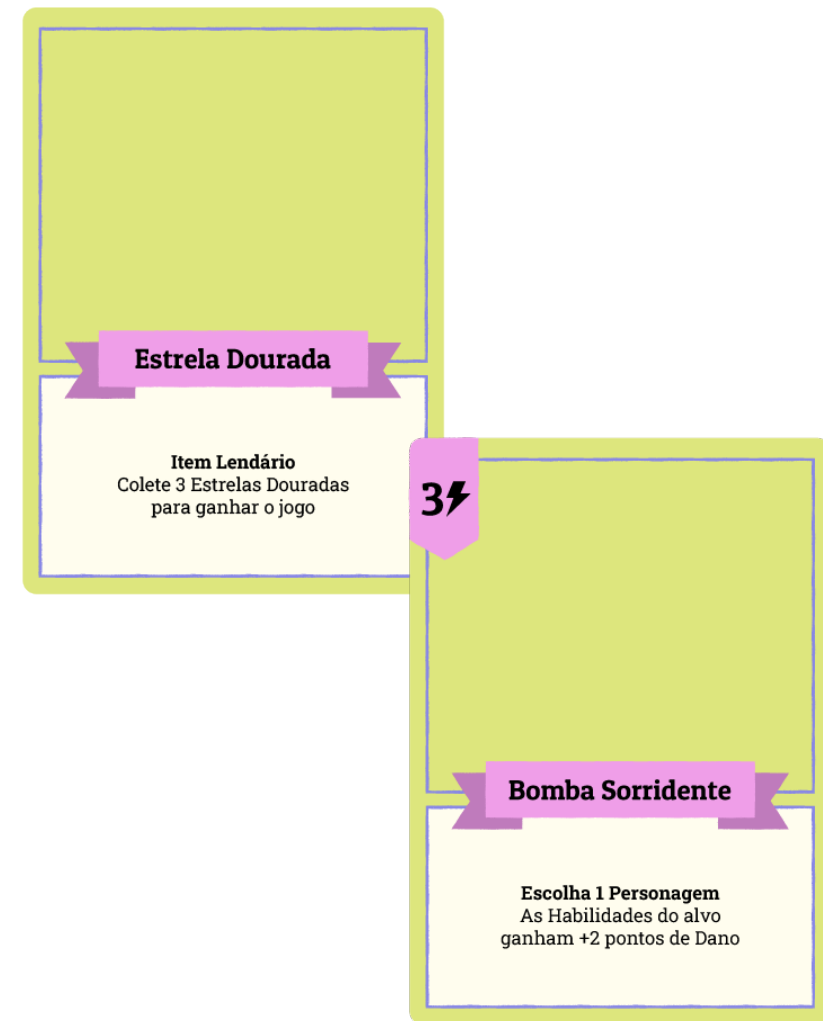 Estrela Dourada
Item Lendário
Colete 3 Estrelas Douradas
para ganhar o jogo
3
Bomba Sorridente
Escolha 1 Personagem
As Habilidades do alvo
ganham +2 pontos de Dano